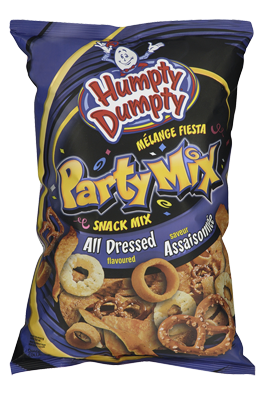 Humpty
Dumpty
MÉLANGE FIESTA
Party Mix
SNACK MIX
All Dressed
flavoured
saveur
Assaisonnée